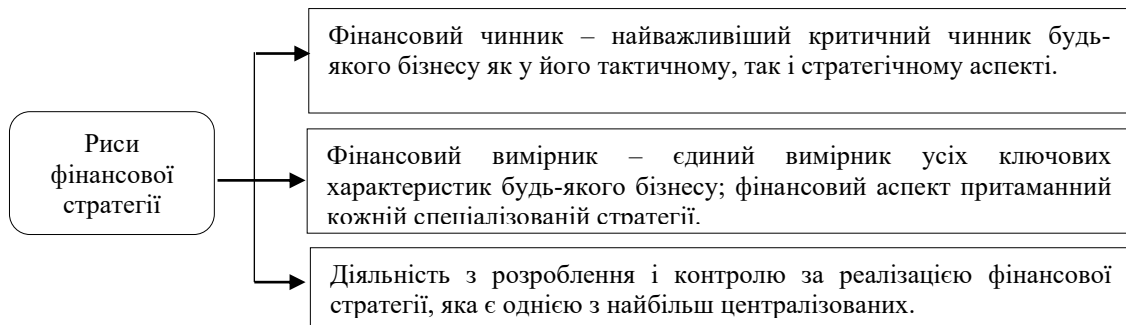 Риси
фінансової
стратегії
Фінансовий чинник – найважливіший критичний чинник будь-
якого бізнесу як у його тактичному, так і стратегічному аспекті.
Фінансовий вимірник – єдиний вимірник усіх ключових
характеристик будь-якого бізнесу; фінансовий аспект притаманний
кожній спеціалізованій стратегії.
Діяльність з розроблення і контролю за реалізацією фінансової
стратегії, яка є однією з найбільш централізованих.